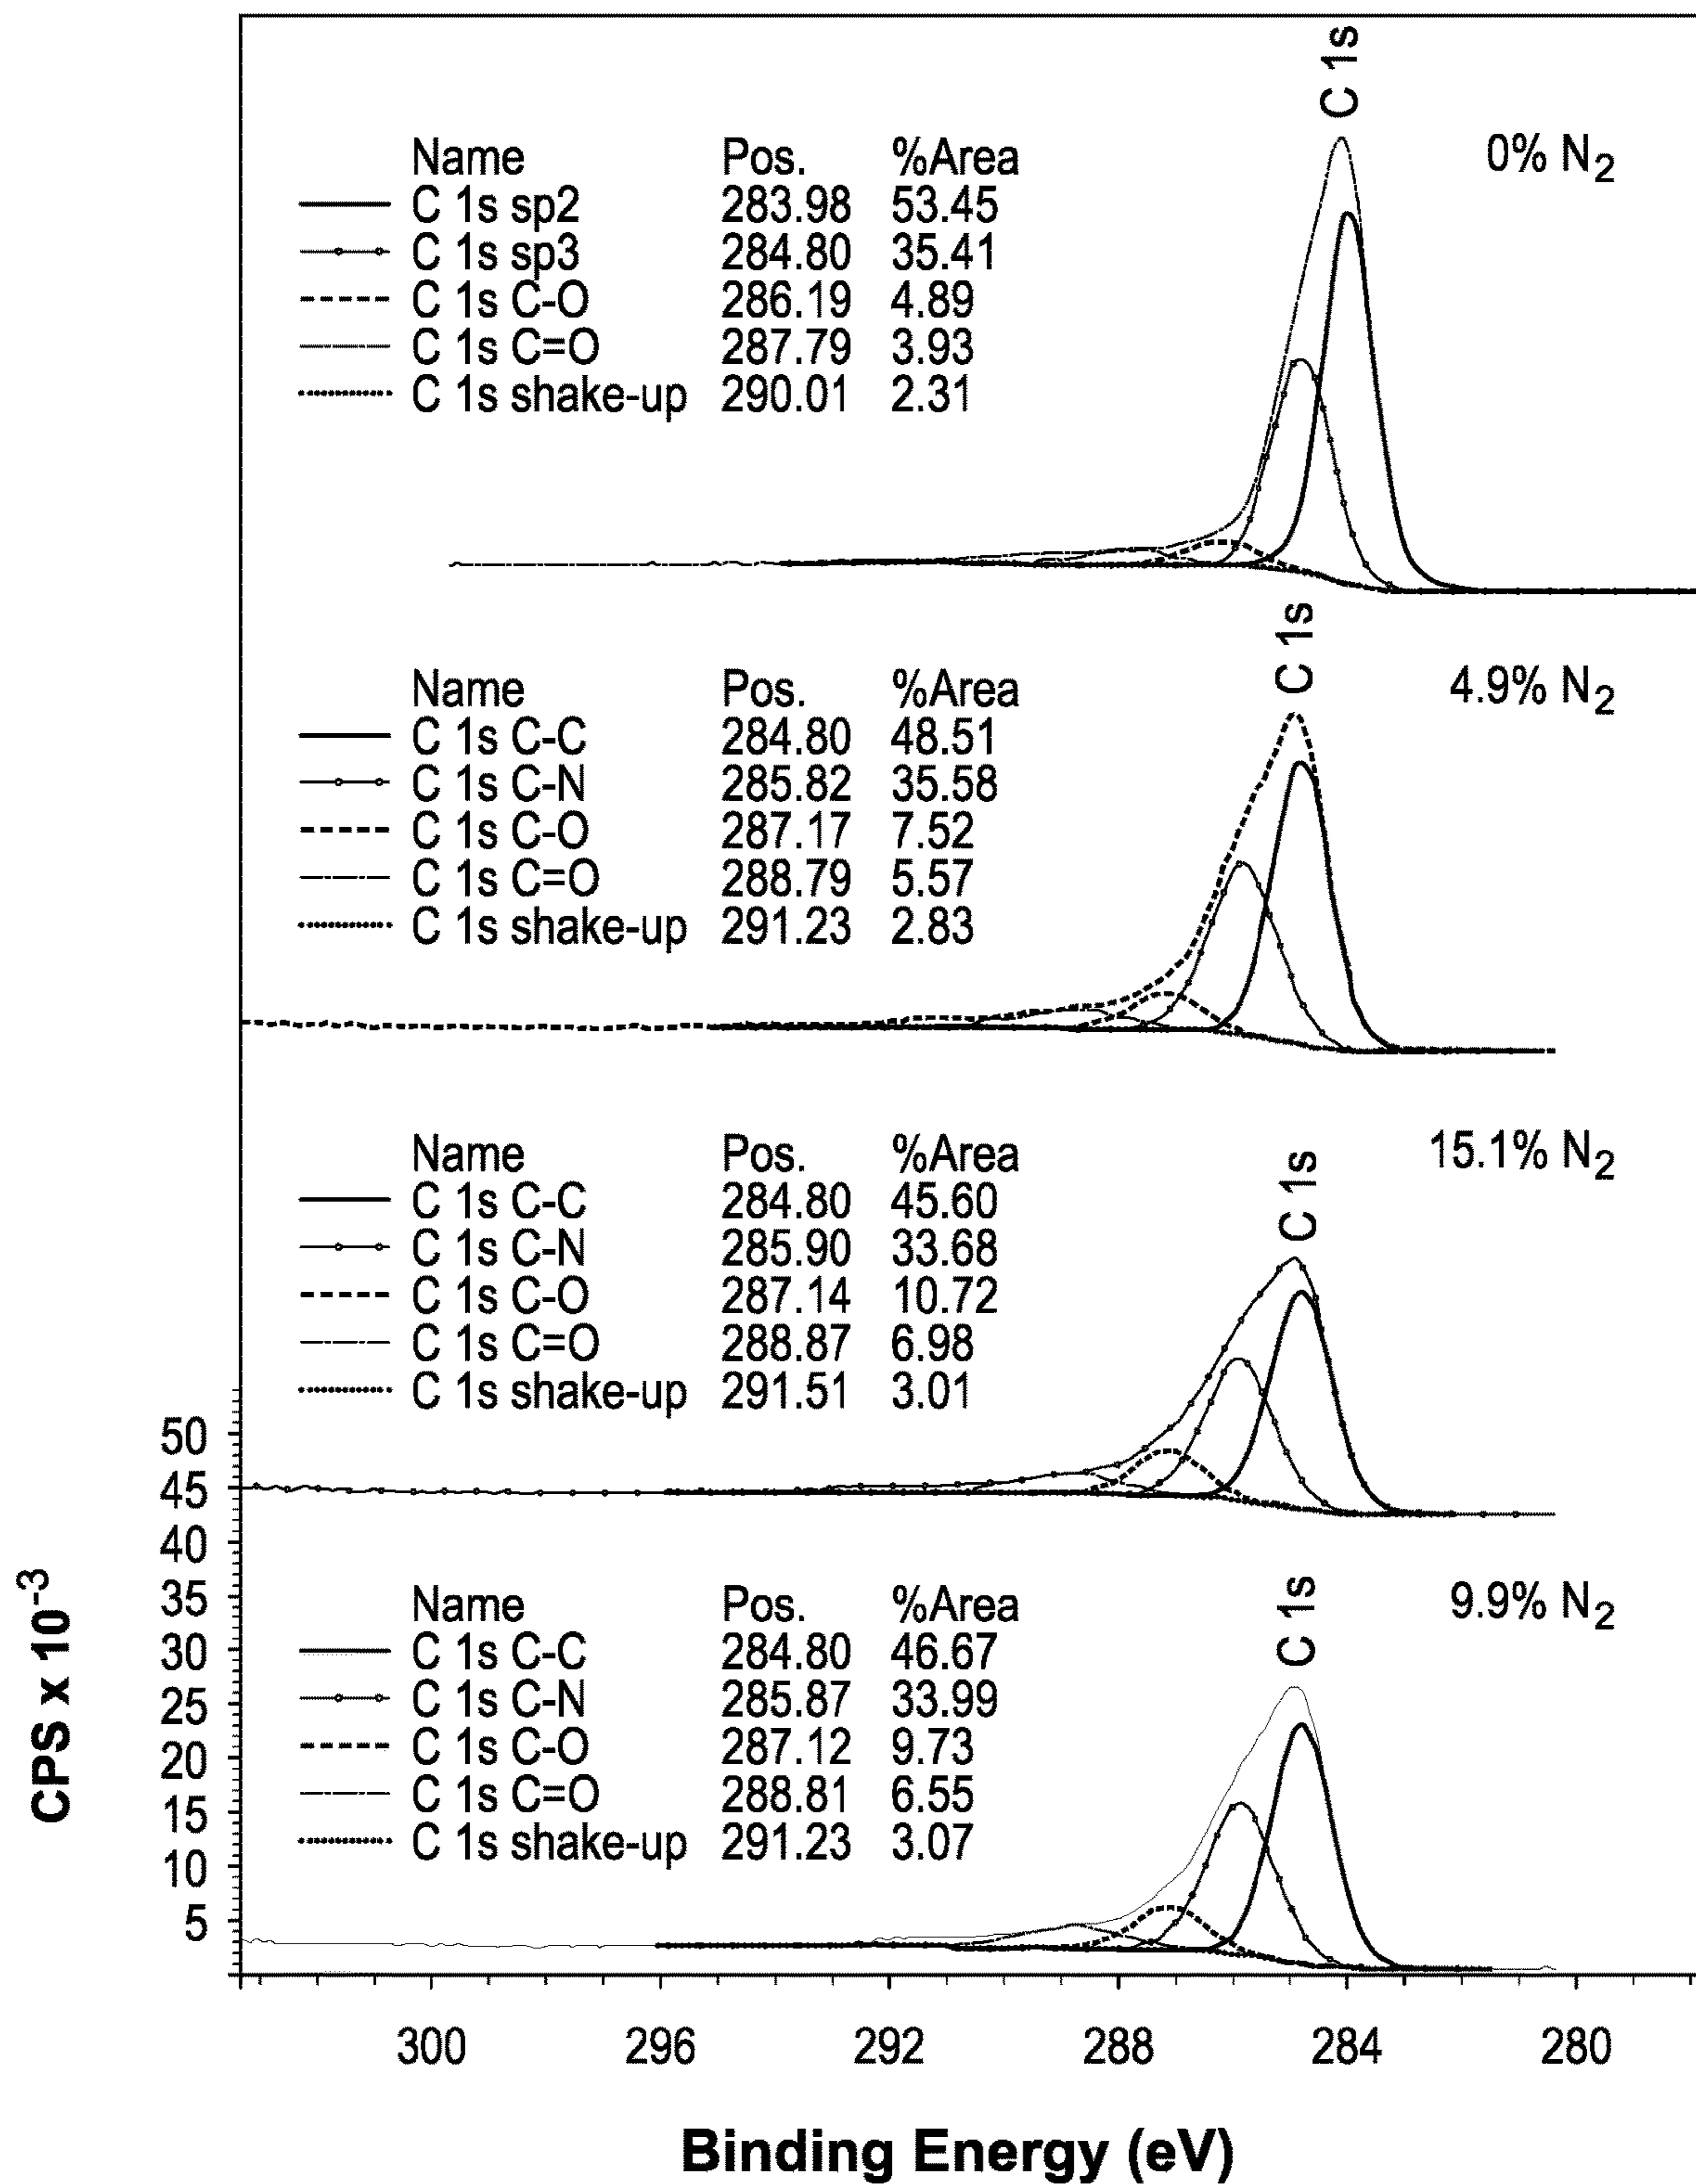 C 1s
0% N2
Name Pos. %Area
C 1s sp2 283.98 53.45
C 1s sp3 284.80 35.41
C 1s C-O 286.19 4.89
C 1s C=O 287.79 3.93
C 1s shake-up 290.01 2.31
C 1s
4.9% N2
Name Pos. %Area
C 1s C-C 284.80 48.51
C 1s C-N 285.82 35.58
C 1s C-O 287.17 7.52
C 1s C=O 288.79 5.57
C 1s shake-up 291.23 2.83
C 1s
15.1% N2
Name Pos. %Area
C 1s C-C 284.80 45.60
C 1s C-N 285.90 33.68
C 1s C-O 287.14 10.72
C 1s C=O 288.87 6.98
C 1s shake-up 291.51 3.01
C 1s
9.9% N2
Name Pos. %Area
C 1s C-C 284.80 46.67
C 1s C-N 285.87 33.99
C 1s C-O 287.12 9.73
C 1s C=O 288.81 6.55
C 1s shake-up 291.23 3.07
50
45
40
35
30
25
20
15
10
5
CPS x 10⁻³
300 296 292 288 284 280
Binding Energy (eV)